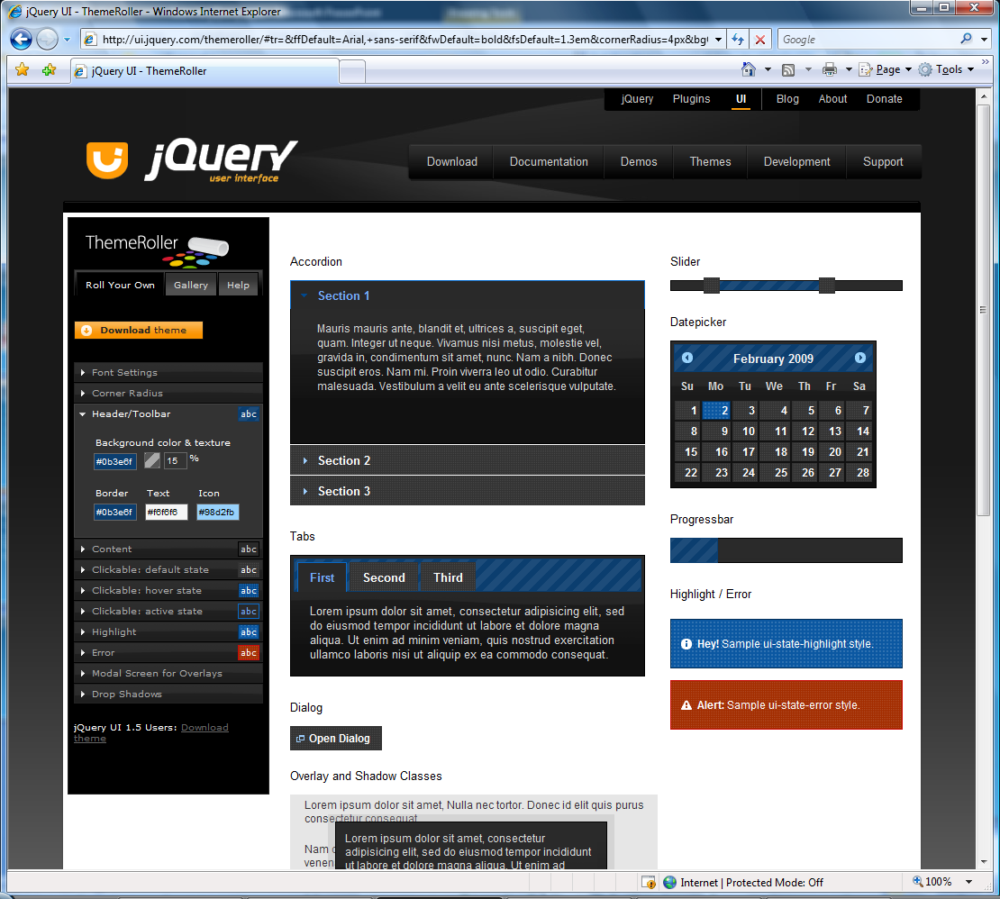 jQuery UI - ThemeRoller - Windows Internet Explorer
http://ui.jquery.com/themeroller/#tr=&ffDefault=Arial,+sans-serif&fwDefault=bold&fsDefault=1.3em&cornerRadius=4px&bg
Google
jQuery UI - ThemeRoller
Page Tools
jQuery Plugins UI Blog About Donate
jQuery
user interface
Download Documentation Demos Themes Development Support
ThemeRoller
Roll Your Own Gallery Help
Download theme
Font Settings
Corner Radius
Header/Toolbar abc
Background color & texture
#0b3e6f 15 %
Border Text Icon
#0b3e6f #f6f6f6 #98d2fb
Content abc
Clickable: default state abc
Clickable: hover state abc
Clickable: active state abc
Highlight abc
Error abc
Modal Screen for Overlays
Drop Shadows
jQuery UI 1.5 Users: Download
theme
Accordion
Section 1
Mauris mauris ante, blandit et, ultrices a, suscipit eget,
quam. Integer ut neque. Vivamus nisi metus, molestie vel,
gravida in, condimentum sit amet, nunc. Nam a nibh. Donec
suscipit eros. Nam mi. Proin viverra leo ut odio. Curabitur
malesuada. Vestibulum a velit eu ante scelerisque vulputate.
Section 2
Section 3
Tabs
First Second Third
Lorem ipsum dolor sit amet, consectetur adipisicing elit, sed
do eiusmod tempor incididunt ut labore et dolore magna
aliqua. Ut enim ad minim veniam, quis nostrud exercitation
ullamco laboris nisi ut aliquip ex ea commodo consequat.
Dialog
Open Dialog
Overlay and Shadow Classes
Lorem ipsum dolor sit amet, Nulla nec tortor. Donec id elit quis purus
consectetur consequat
Nam
venen
Lorem ipsum dolor sit amet, consectetur
adipisicing elit, sed do eiusmod tempor incididunt
ut labore et dolore magna aliqua. Ut enim ad
Slider
Datepicker
February 2009
Su Mo Tu We Th Fr Sa
1 2 3 4 5 6 7
8 9 10 11 12 13 14
15 16 17 18 19 20 21
22 23 24 25 26 27 28
Progressbar
Highlight / Error
Hey! Sample ui-state-highlight style.
Alert: Sample ui-state-error style.
Internet | Protected Mode: Off
100%